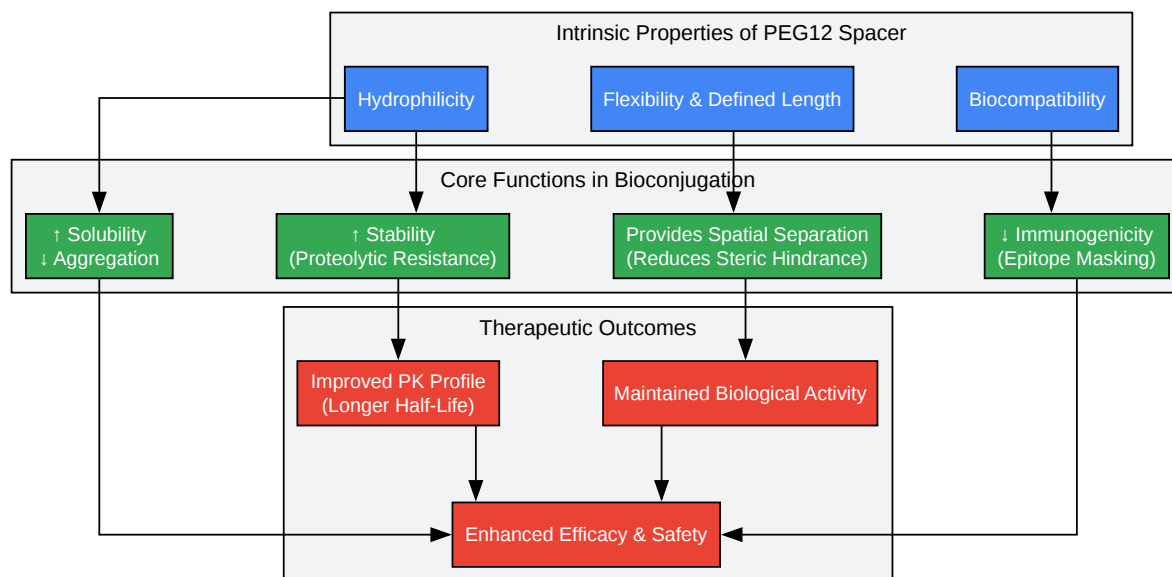 Intrinsic Properties of PEG12 Spacer
Hydrophilicity
Flexibility & Defined Length
Biocompatibility
Core Functions in Bioconjugation
↑ Solubility
↓ Aggregation
↑ Stability
(Proteolytic Resistance)
Provides Spatial Separation
(Reduces Steric Hindrance)
↓ Immunogenicity
(Epitope Masking)
Therapeutic Outcomes
Improved PK Profile
(Longer Half-Life)
Maintained Biological Activity
Enhanced Efficacy & Safety